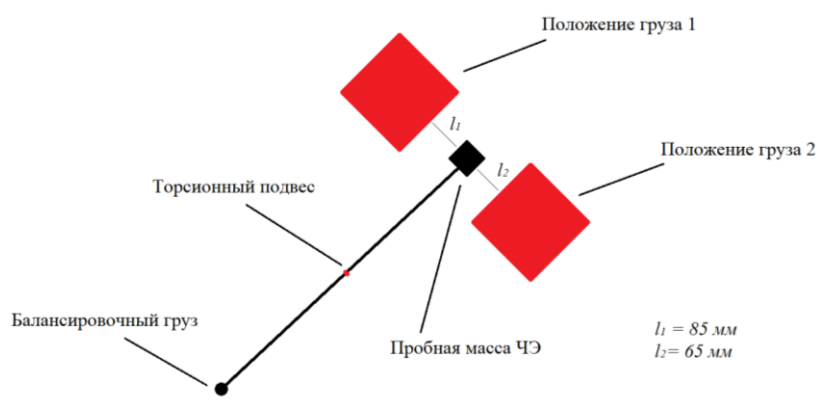 Положение груза 1
l₁
Положение груза 2
l₂
Торсионный подвес
Балансировочный груз
Пробная масса ЧЭ
l₁ = 85 мм
l₂= 65 мм